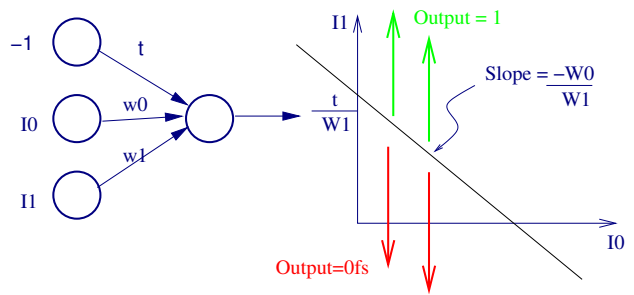 -1
t
I0
w0
I1
w1
I1
Output = 1
Slope = -W0
W1
t
W1
I0
Output=0fs